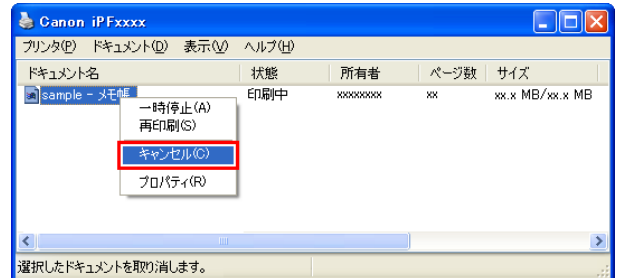 Canon iPFxxxx
プリンタ(P) ドキュメント(D) 表示(V) ヘルプ(H)
ドキュメント名 状態 所有者 ページ数 サイズ
sample - メモ帳 印刷中 xxxxxxxx xx xx.x MB/xx.x MB
一時停止(A)
再印刷(S)
キャンセル(C)
プロパティ(R)
選択したドキュメントを取り消します。